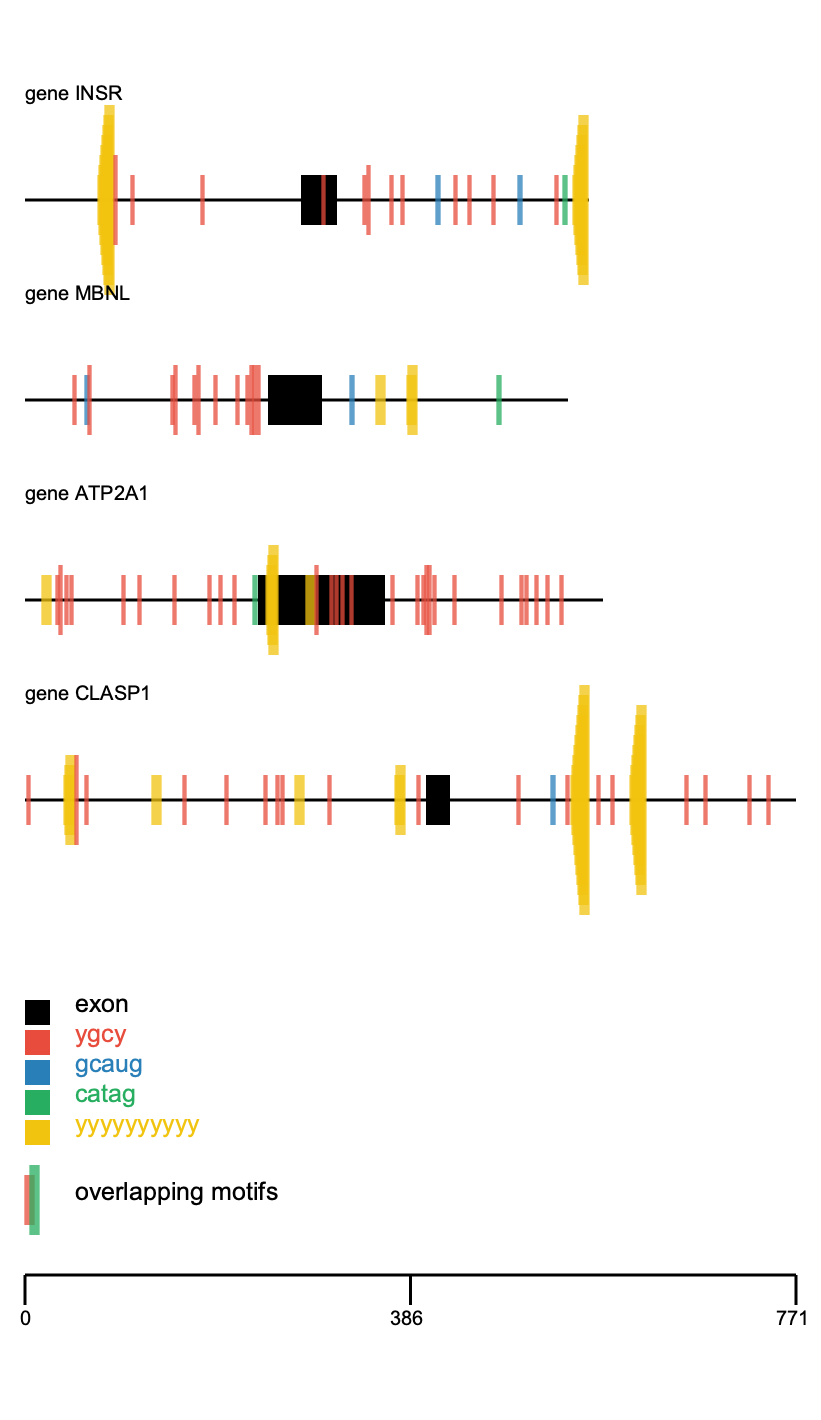 gene INSR
gene MBNL
gene ATP2A1
gene CLASP1
exon
ygcy
gcaug
catag
yyyyyyyyyy
overlapping motifs
0 386 771